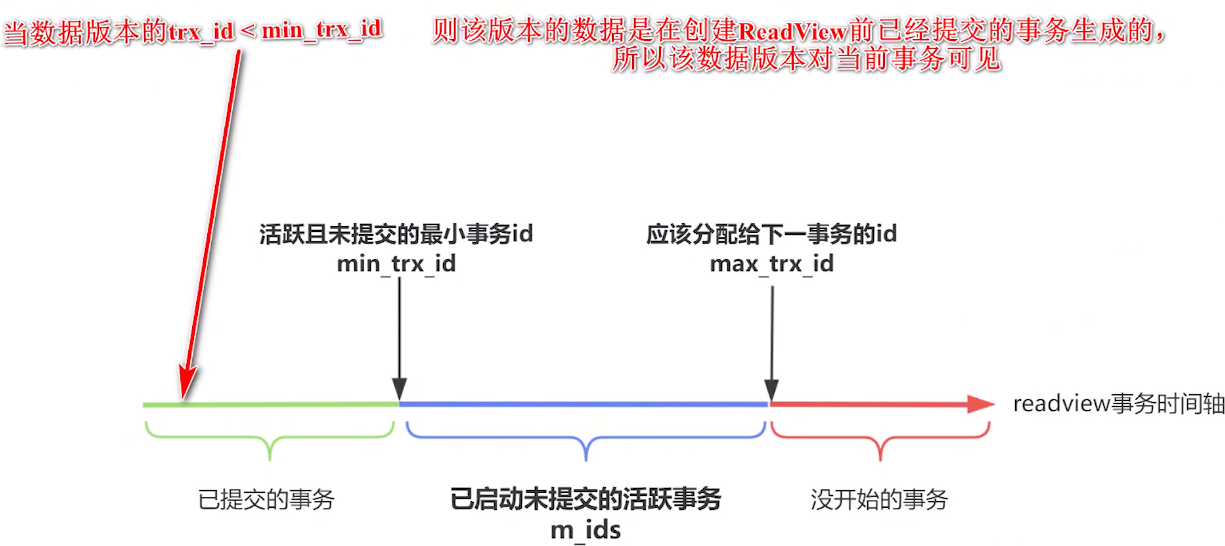 当数据版本的trx_id < min_trx_id
则该版本的数据是在创建ReadView前已经提交的事务生成的，
所以该数据版本对当前事务可见
活跃且未提交的最小事务id
min_trx_id
应该分配给下一事务的id
max_trx_id
readview事务时间轴
已提交的事务
已启动未提交的活跃事务
m_ids
没开始的事务